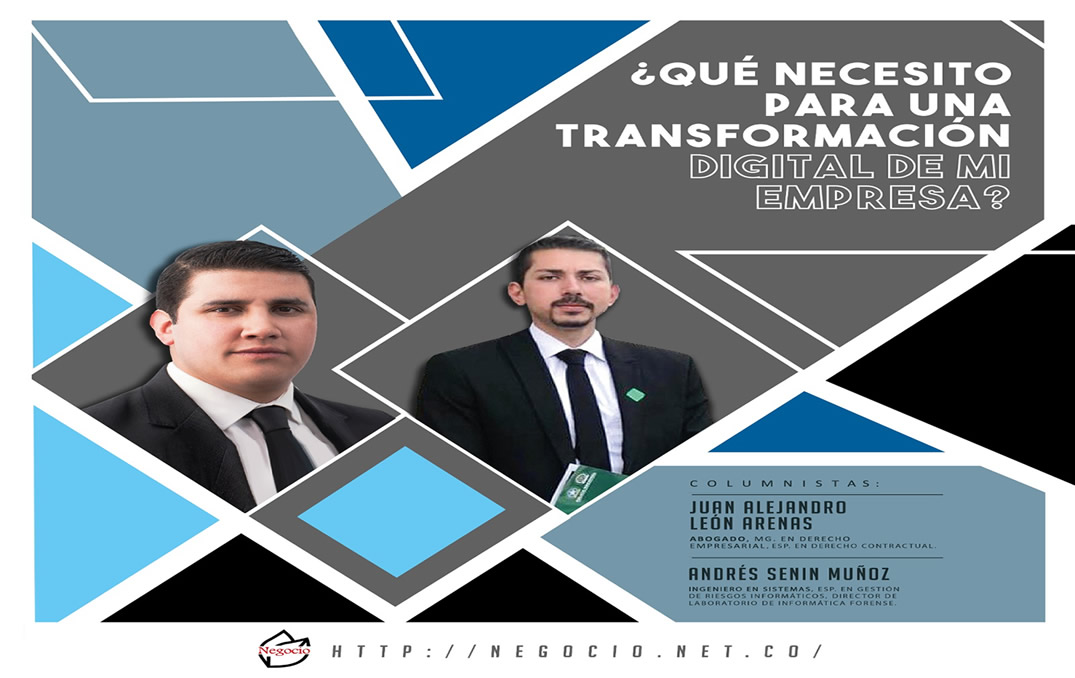 ¿QUÉ NECESITO
PARA UNA
TRANSFORMACIÓN
DIGITAL DE MI
EMPRESA?
COLUMNISTAS:
JUAN ALEJANDRO
LEÓN ARENAS
ABOGADO, MG. EN DERECHO
EMPRESARIAL, ESP. EN DERECHO CONTRACTUAL.
ANDRÉS SENIN MUÑOZ
INGENIERO EN SISTEMAS, ESP. EN GESTION
DE RIESGOS INFORMÁTICOS, DIRECTOR DE
LABORATORIO DE INFORMÁTICA FORENSE.
Negocio
HTTP://NEGOCIO.NET.CO/